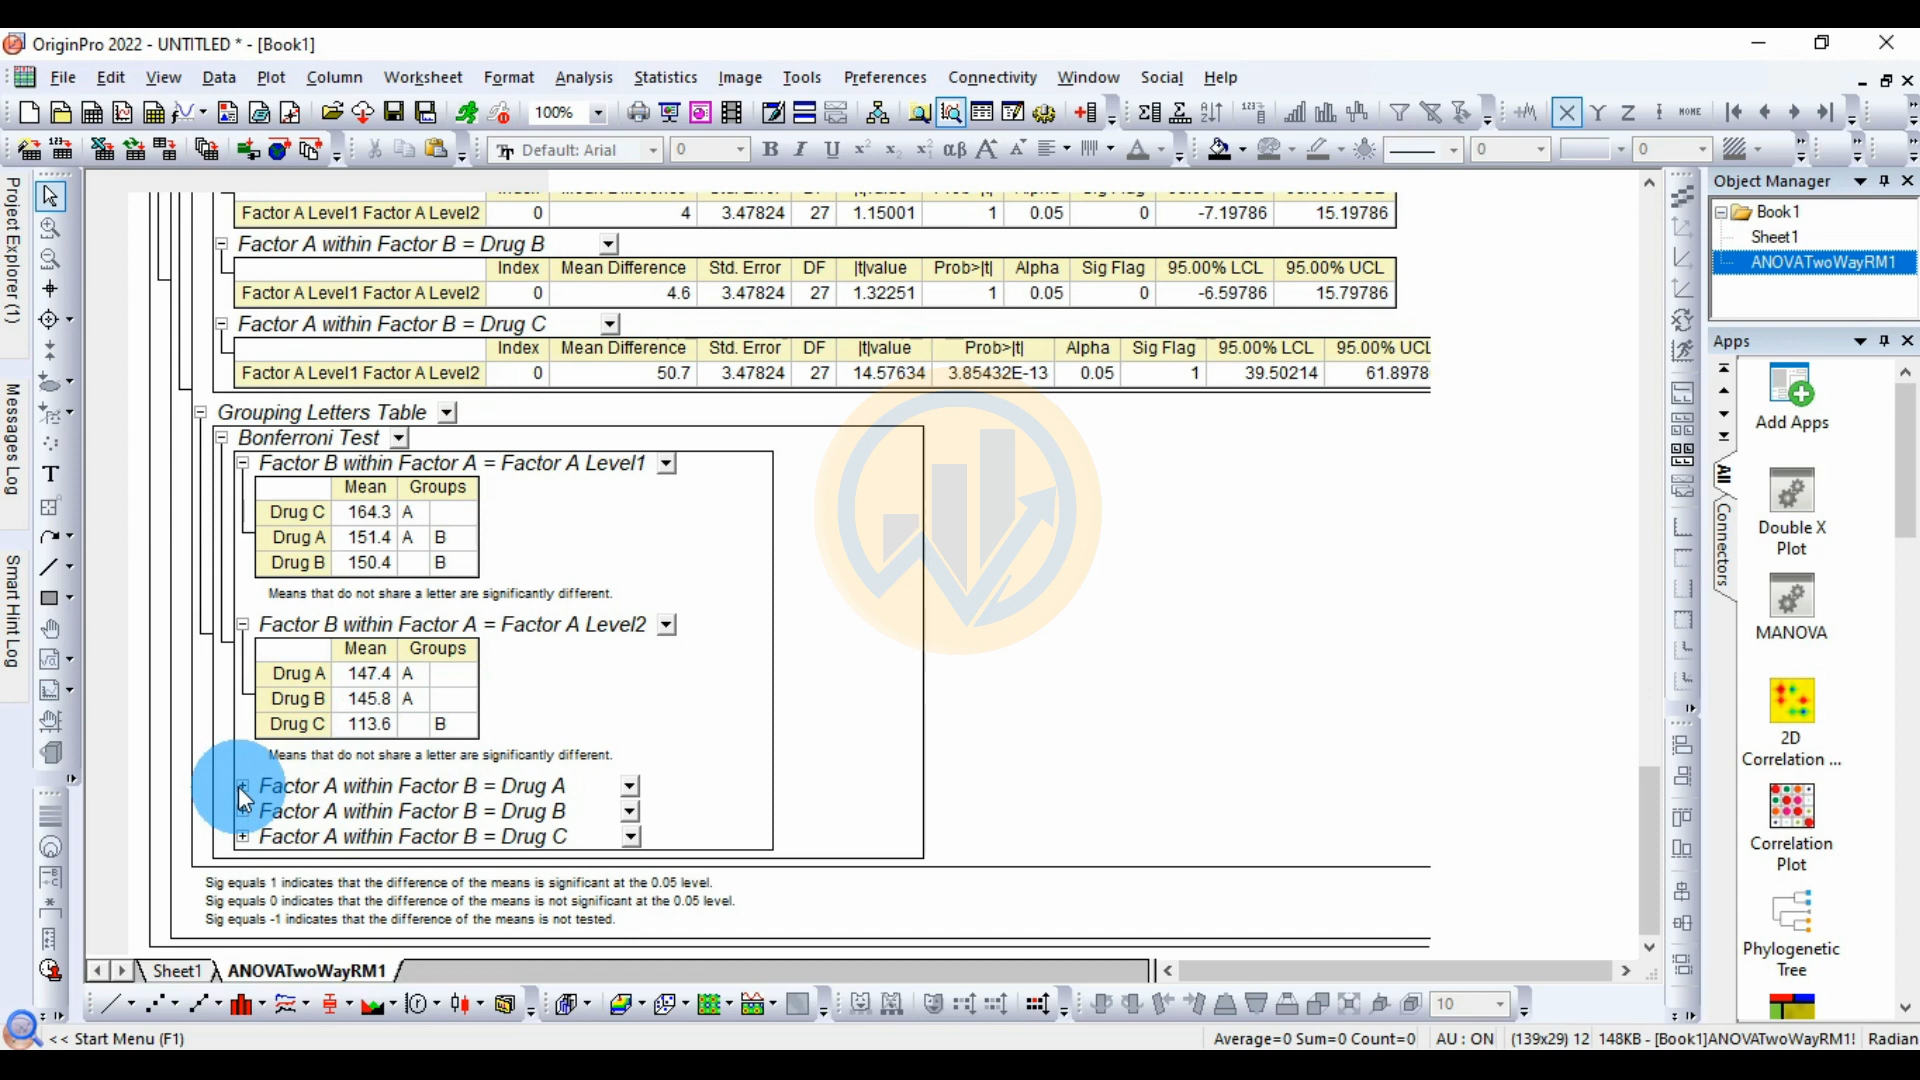 OriginPro 2022 - UNTITLED * - [Book1]
File Edit View Data Plot Column Worksheet Format Analysis Statistics Image Tools Preferences Connectivity Window Social Help
100%
Default: Arial 0 B I U 0 0
Project Explorer (1)
Messages Log
Smart Hint Log
Factor A Level1 Factor A Level2 0 4 3.47824 27 1.15001 1 0.05 0 -7.19786 15.19786
Factor A within Factor B = Drug B
Index Mean Difference Std. Error DF |t|value Prob>|t| Alpha Sig Flag 95.00% LCL 95.00% UCL
Factor A Level1 Factor A Level2 0 4.6 3.47824 27 1.32251 1 0.05 0 -6.59786 15.79786
Factor A within Factor B = Drug C
Index Mean Difference Std. Error DF |t|value Prob>|t| Alpha Sig Flag 95.00% LCL 95.00% UCL
Factor A Level1 Factor A Level2 0 50.7 3.47824 27 14.57634 3.85432E-13 0.05 1 39.50214 61.8978
Grouping Letters Table
Bonferroni Test
Factor B within Factor A = Factor A Level1
Mean Groups
Drug C 164.3 A
Drug A 151.4 A B
Drug B 150.4 B
Means that do not share a letter are significantly different.
Factor B within Factor A = Factor A Level2
Mean Groups
Drug A 147.4 A
Drug B 145.8 A
Drug C 113.6 B
Means that do not share a letter are significantly different.
Factor A within Factor B = Drug A
Factor A within Factor B = Drug B
Factor A within Factor B = Drug C
Sig equals 1 indicates that the difference of the means is significant at the 0.05 level.
Sig equals 0 indicates that the difference of the means is not significant at the 0.05 level.
Sig equals -1 indicates that the difference of the means is not tested.
Sheet1 ANOVATwoWayRM1
Object Manager
Book1
Sheet1
ANOVATwoWayRM1
Apps
All
Connectors
Add Apps
Double X
Plot
MANOVA
2D
Correlation ...
Correlation
Plot
Phylogenetic
Tree
10
<< Start Menu (F1)
Average=0 Sum=0 Count=0 AU : ON (139x29) 12 148KB - [Book1]ANOVATwoWayRM1! Radian